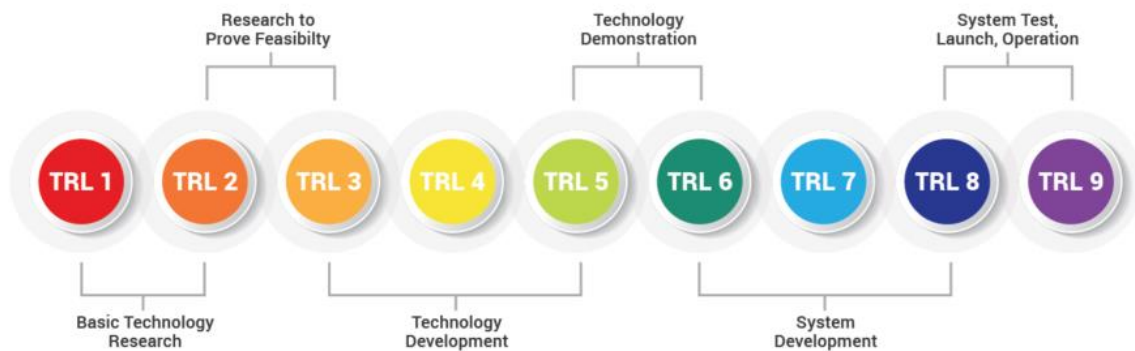 Research to
Prove Feasibilty
Technology
Demonstration
System Test,
Launch, Operation
TRL 1
TRL 2
TRL 3
TRL 4
TRL 5
TRL 6
TRL 7
TRL 8
TRL 9
Basic Technology
Research
Technology
Development
System
Development